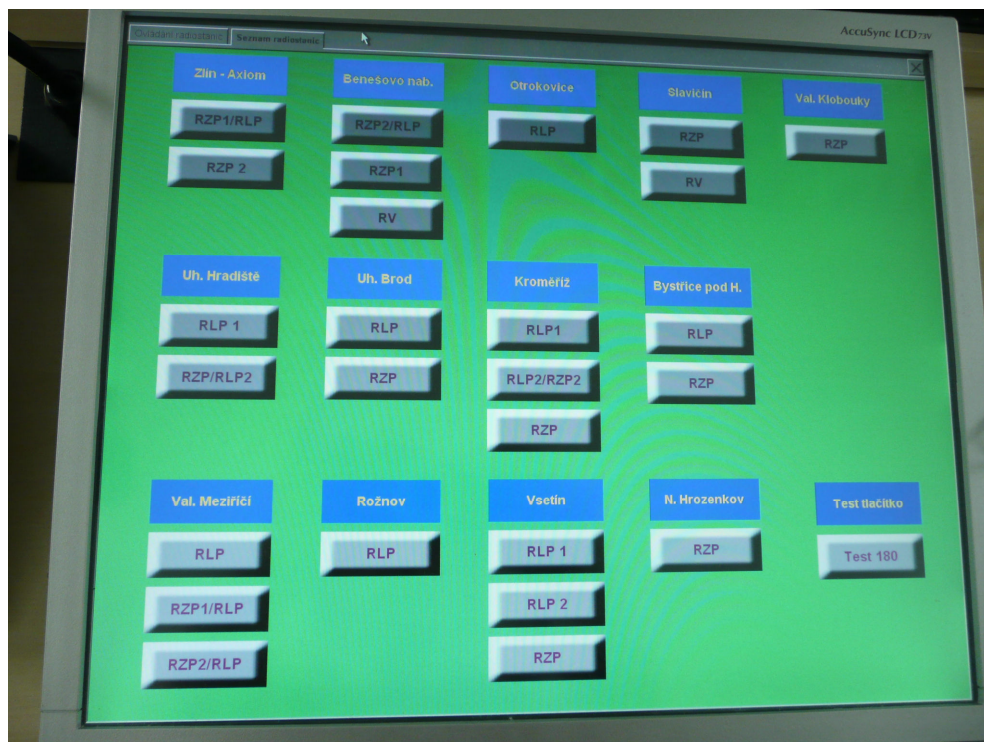 AccuSync LCD71V
Ovládání radiostanic
Seznam radiostanic
Zlín - Axiom
RZP1/RLP
RZP 2
Benešovo nab.
RZP2/RLP
RZP1
RV
Otrokovice
RLP
Slavičín
RZP
RV
Val. Klobouky
RZP
Uh. Hradiště
RLP 1
RZP/RLP2
Uh. Brod
RLP
RZP
Kroměříž
RLP1
RLP2/RZP2
RZP
Bystřice pod H.
RLP
RZP
Val. Meziříčí
RLP
RZP1/RLP
RZP2/RLP
Rožnov
RLP
Vsetín
RLP 1
RLP 2
RZP
N. Hrozenkov
RZP
Test tlačítko
Test 180